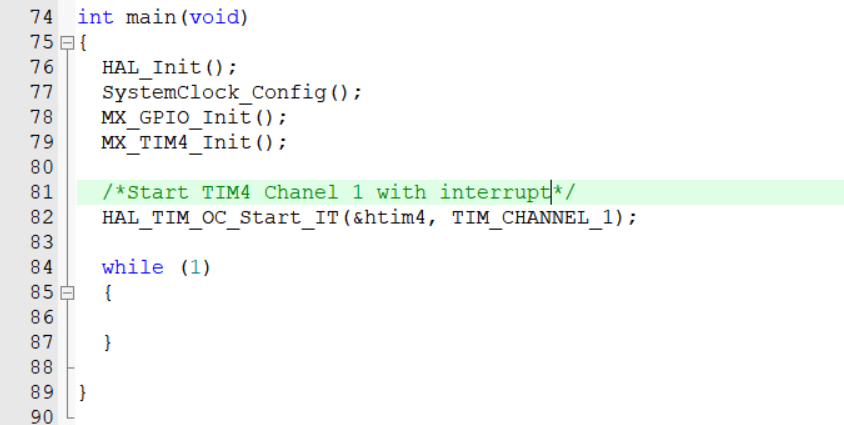 74 int main(void)
75 {
76 HAL_Init();
77 SystemClock_Config();
78 MX_GPIO_Init();
79 MX_TIM4_Init();
80
81 /*Start TIM4 Chanel 1 with interrupt*/
82 HAL_TIM_OC_Start_IT(&htim4, TIM_CHANNEL_1);
83
84 while (1)
85 {
86
87 }
88
89 }
90